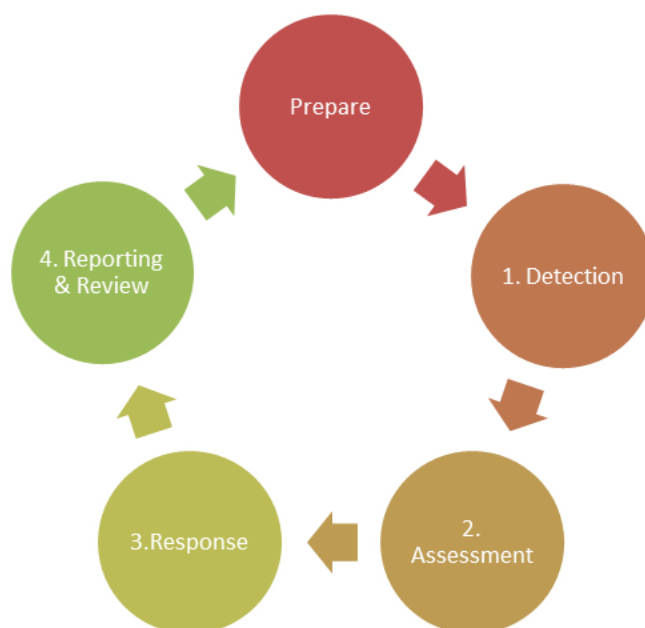 Prepare
1. Detection
2.
Assessment
3.Response
4. Reporting
& Review